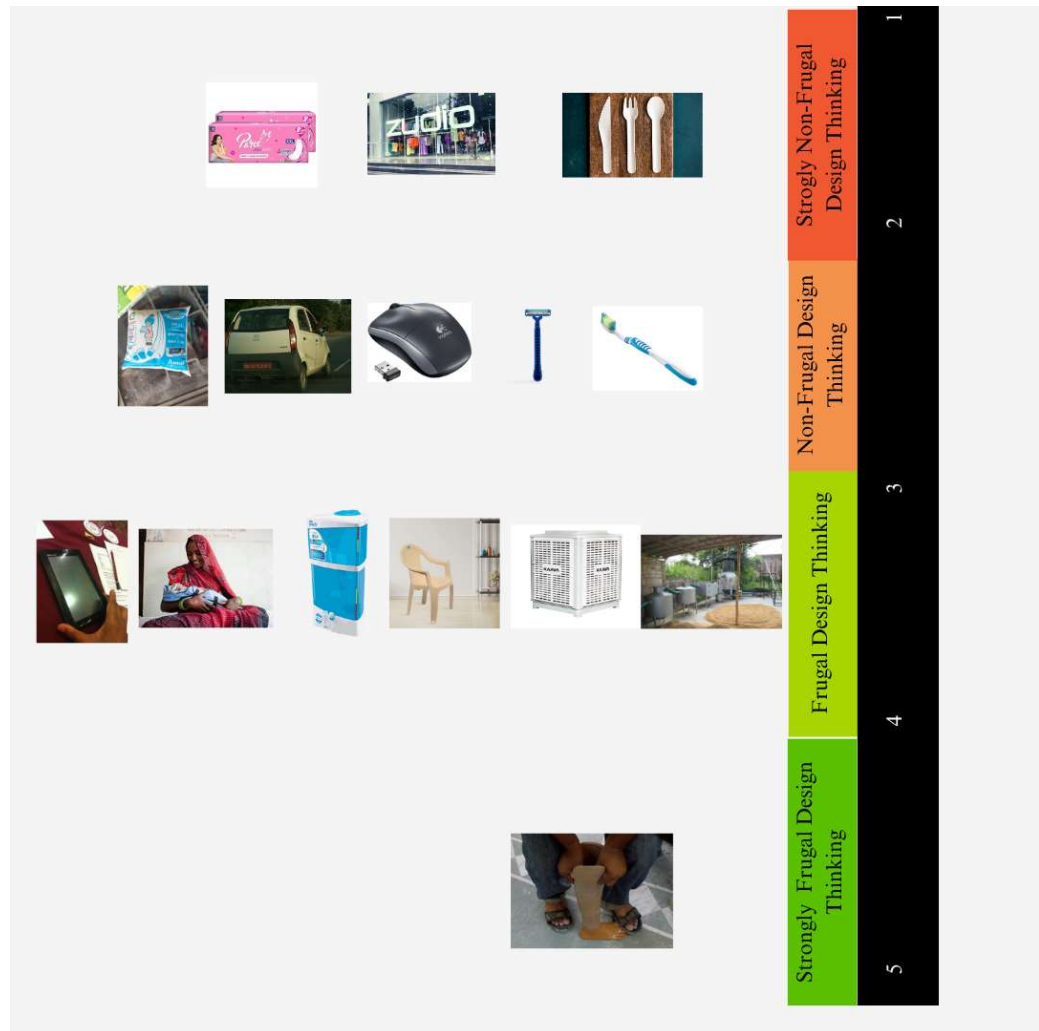 1
Strogly Non-Frugal
Design Thinking
2
Non-Frugal Design
Thinking
3
Frugal Design Thinking
4
Strongly Frugal Design
Thinking
5
zudio